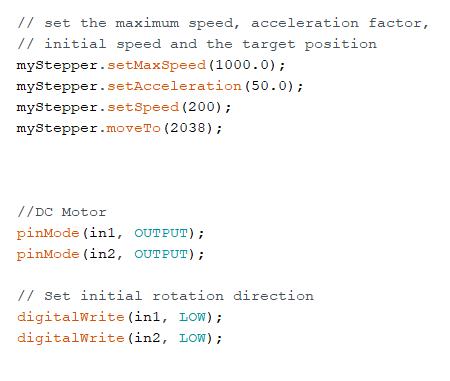 // set the maximum speed, acceleration factor,
// initial speed and the target position
myStepper.setMaxSpeed(1000.0);
myStepper.setAcceleration(50.0);
myStepper.setSpeed(200);
myStepper.moveTo(2038);
//DC Motor
pinMode(in1, OUTPUT);
pinMode(in2, OUTPUT);
// Set initial rotation direction
digitalWrite(in1, LOW);
digitalWrite(in2, LOW);